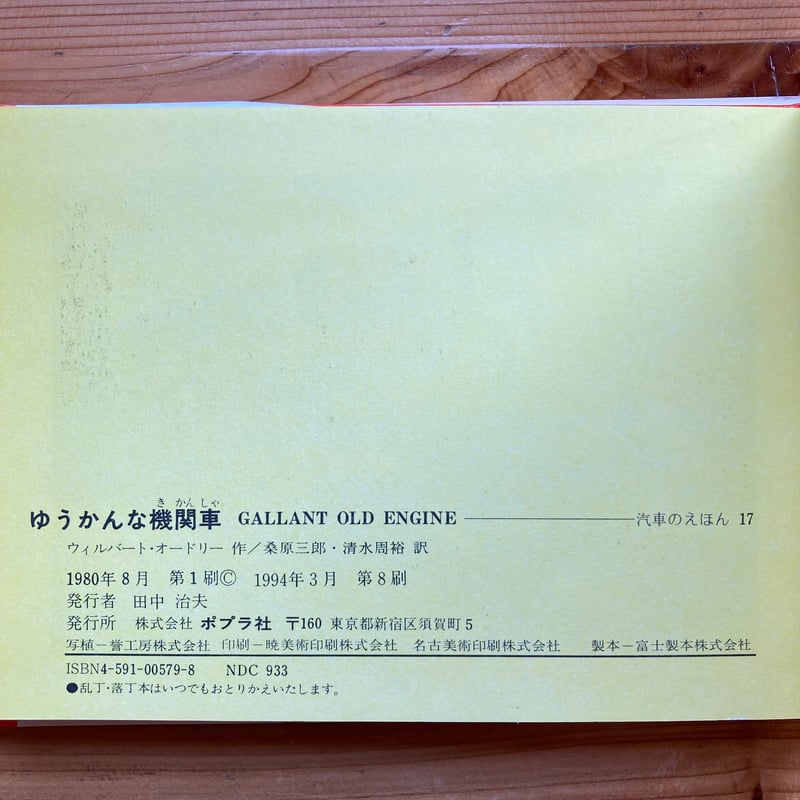 きかんしゃ
ゆうかんな機関車 GALLANT OLD ENGINE 汽車のえほん 17
ウィルバート・オードリー 作／桑原三郎・清水周裕 訳
1980年8月 第1刷© 1994年3月 第8刷
発行者 田中 治夫
発行所 株式会社 ポプラ社 〒160 東京都新宿区須賀町5
写植－誉工房株式会社 印刷－暁美術印刷株式会社 名古美術印刷株式会社 製本－富士製本株式会社
ISBN4-591-00579-8 NDC 933
●乱丁・落丁本はいつでもおとりかえいたします。